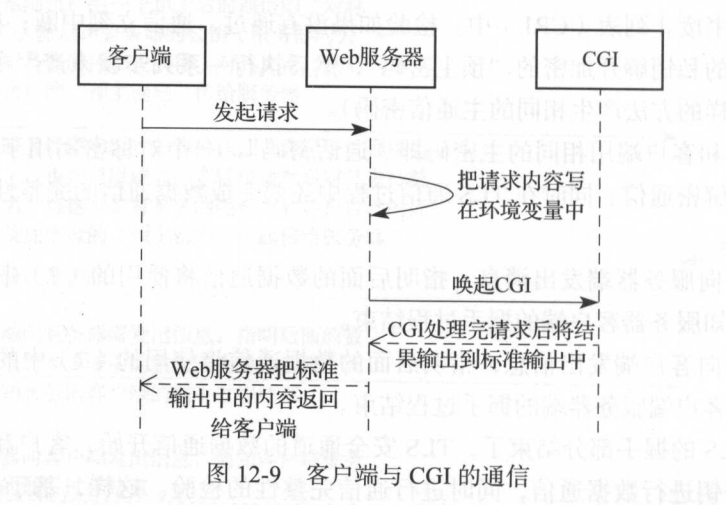 客户端
Web服务器
CGI
发起请求
把请求内容写
在环境变量中
唤起CGI
CGI处理完请求后将结
果输出到标准输出中
Web服务器把标准
输出中的内容返回
给客户端
图 12-9 客户端与 CGI 的通信